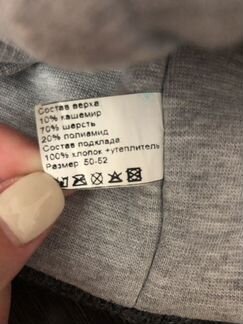 Состав верха
10% кашемир
70% шерсть
20% полиамид
Состав подклада
100% хлопок +утеплитель
Размер 50-52